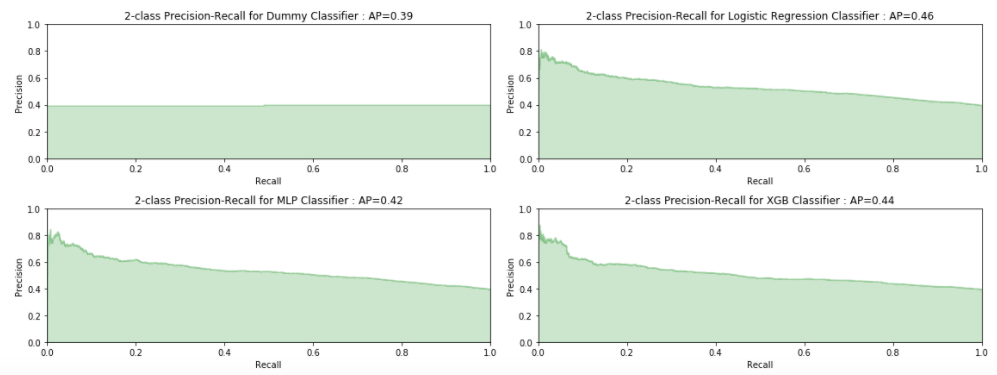 2-class Precision-Recall for Dummy Classifier : AP=0.39
1.0
0.8
0.6
0.4
0.2
0.0
Precision
0.0 0.2 0.4 0.6 0.8 1.0
Recall
2-class Precision-Recall for Logistic Regression Classifier : AP=0.46
1.0
0.8
0.6
0.4
0.2
0.0
Precision
0.0 0.2 0.4 0.6 0.8 1.0
Recall
2-class Precision-Recall for MLP Classifier : AP=0.42
1.0
0.8
0.6
0.4
0.2
0.0
Precision
0.0 0.2 0.4 0.6 0.8 1.0
Recall
2-class Precision-Recall for XGB Classifier : AP=0.44
1.0
0.8
0.6
0.4
0.2
0.0
Precision
0.0 0.2 0.4 0.6 0.8 1.0
Recall